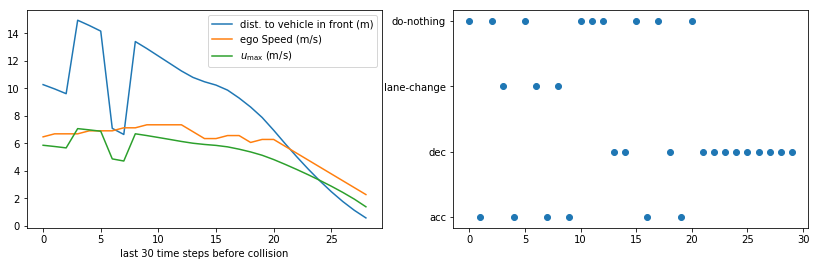 14
12
10
8
6
4
2
0
dist. to vehicle in front (m)
ego Speed (m/s)
u_max (m/s)
0 5 10 15 20 25
last 30 time steps before collision
do-nothing
lane-change
dec
acc
0 5 10 15 20 25 30